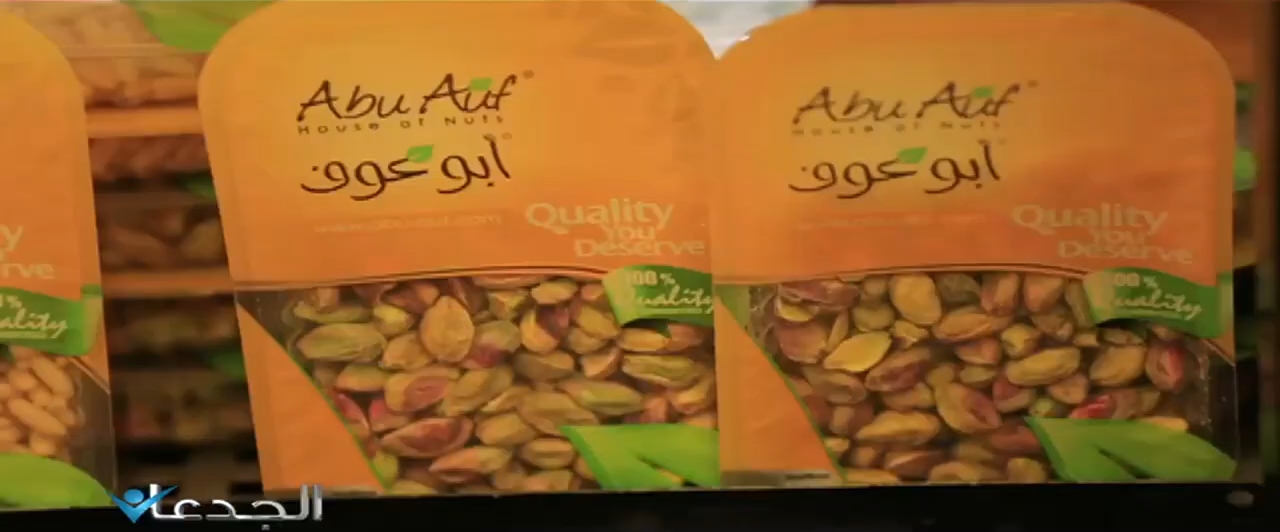 Abu Auf
House of Nuts
أبو عوف
Quality
You
Deserve
100 %
Quality
Abu Auf
House of Nuts
أبو عوف
Quality
You
Deserve
100 %
Quality
الجدعان